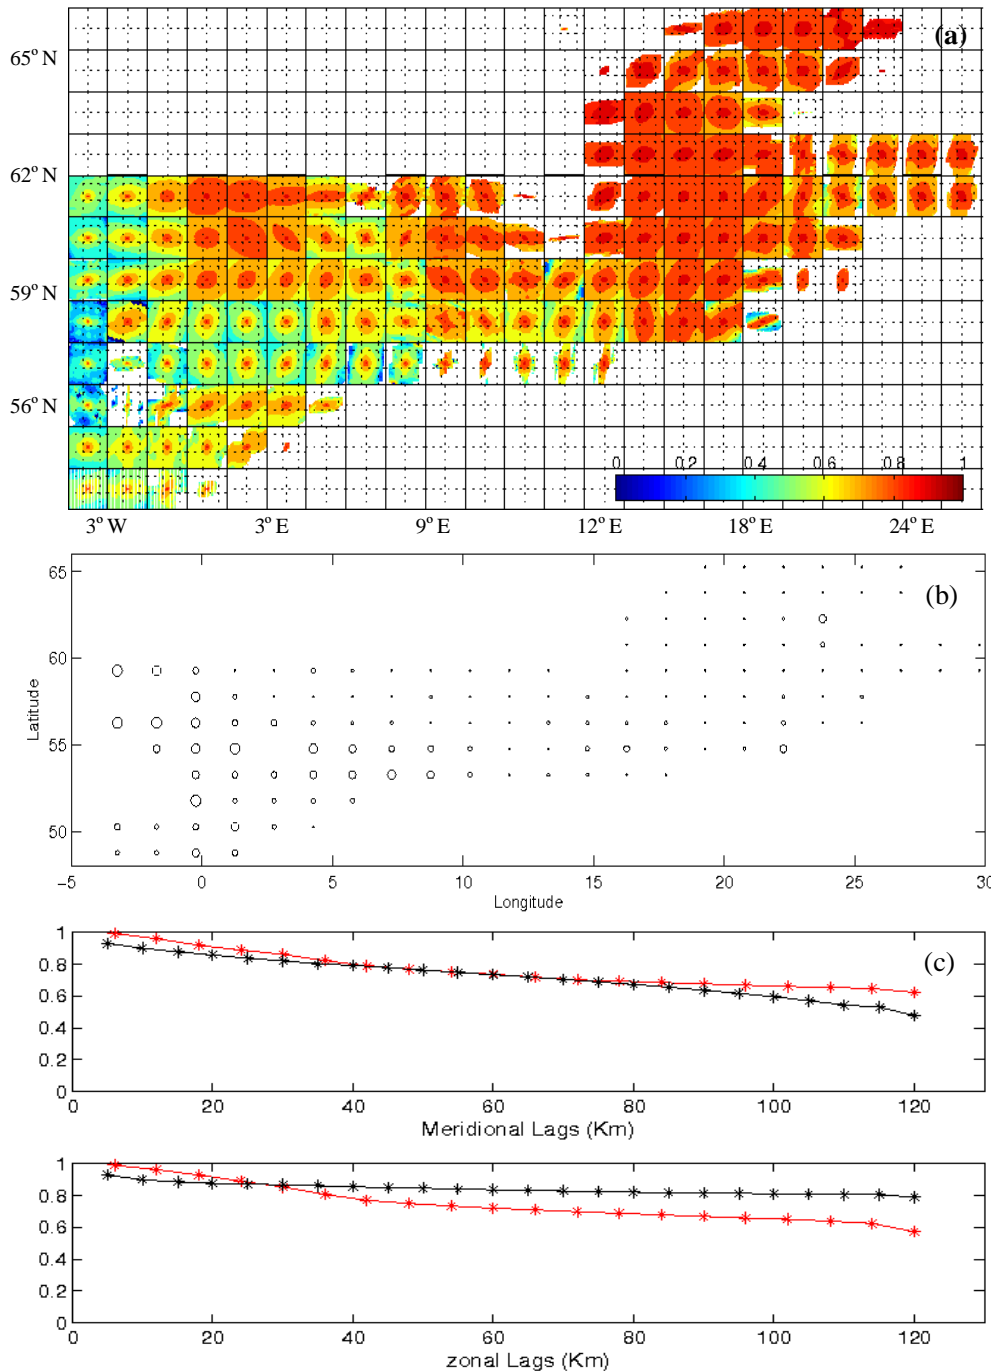 (a)
65° N
62° N
59° N
56° N
0 0.2 0.4 0.6 0.8 1
3° W 3° E 9° E 12° E 18° E 24° E
(b)
65
60
55
50
Latitude
−5 0 5 10 15 20 25 30
Longitude
(c)
1
0.8
0.6
0.4
0.2
0
0 20 40 60 80 100 120
Meridional Lags (Km)
1
0.8
0.6
0.4
0.2
0
0 20 40 60 80 100 120
zonal Lags (Km)